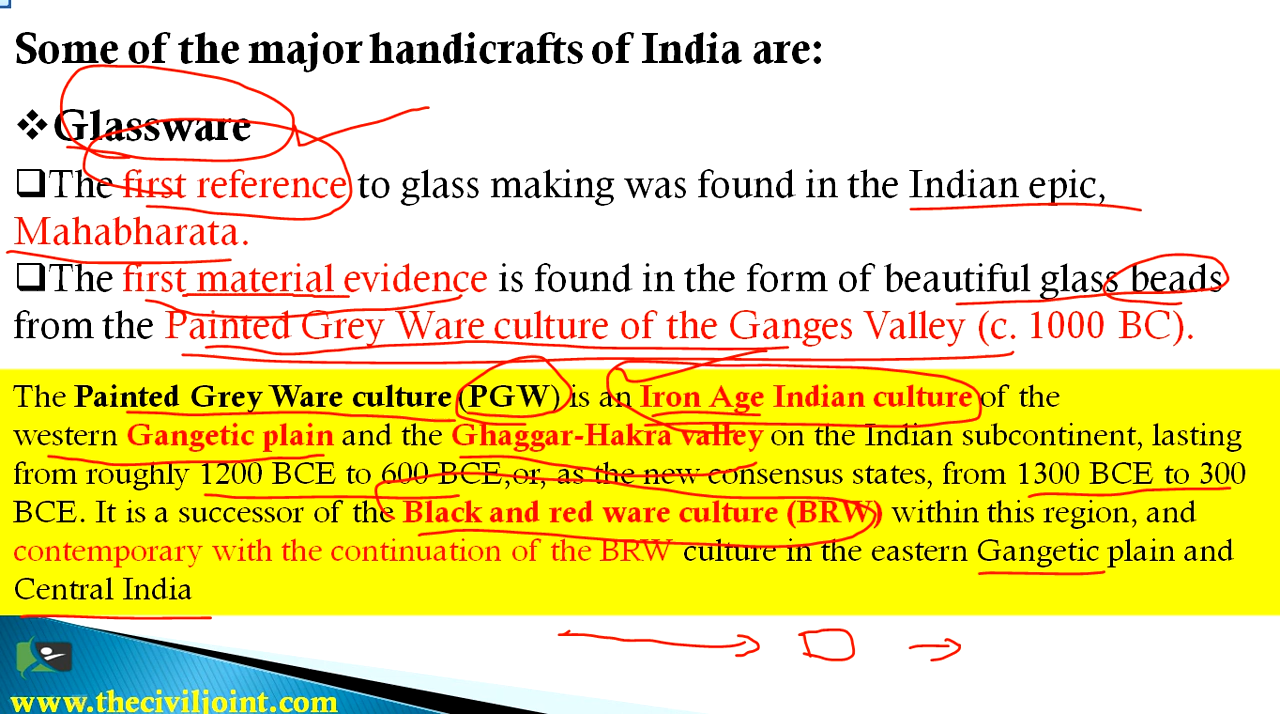 Some of the major handicrafts of India are:
❖Glassware
❑The first reference to glass making was found in the Indian epic,
Mahabharata.
❑The first material evidence is found in the form of beautiful glass beads
from the Painted Grey Ware culture of the Ganges Valley (c. 1000 BC).
The Painted Grey Ware culture (PGW) is an Iron Age Indian culture of the
western Gangetic plain and the Ghaggar-Hakra valley on the Indian subcontinent, lasting
from roughly 1200 BCE to 600 BCE,or, as the new consensus states, from 1300 BCE to 300
BCE. It is a successor of the Black and red ware culture (BRW) within this region, and
contemporary with the continuation of the BRW culture in the eastern Gangetic plain and
Central India
www.theciviljoint.com